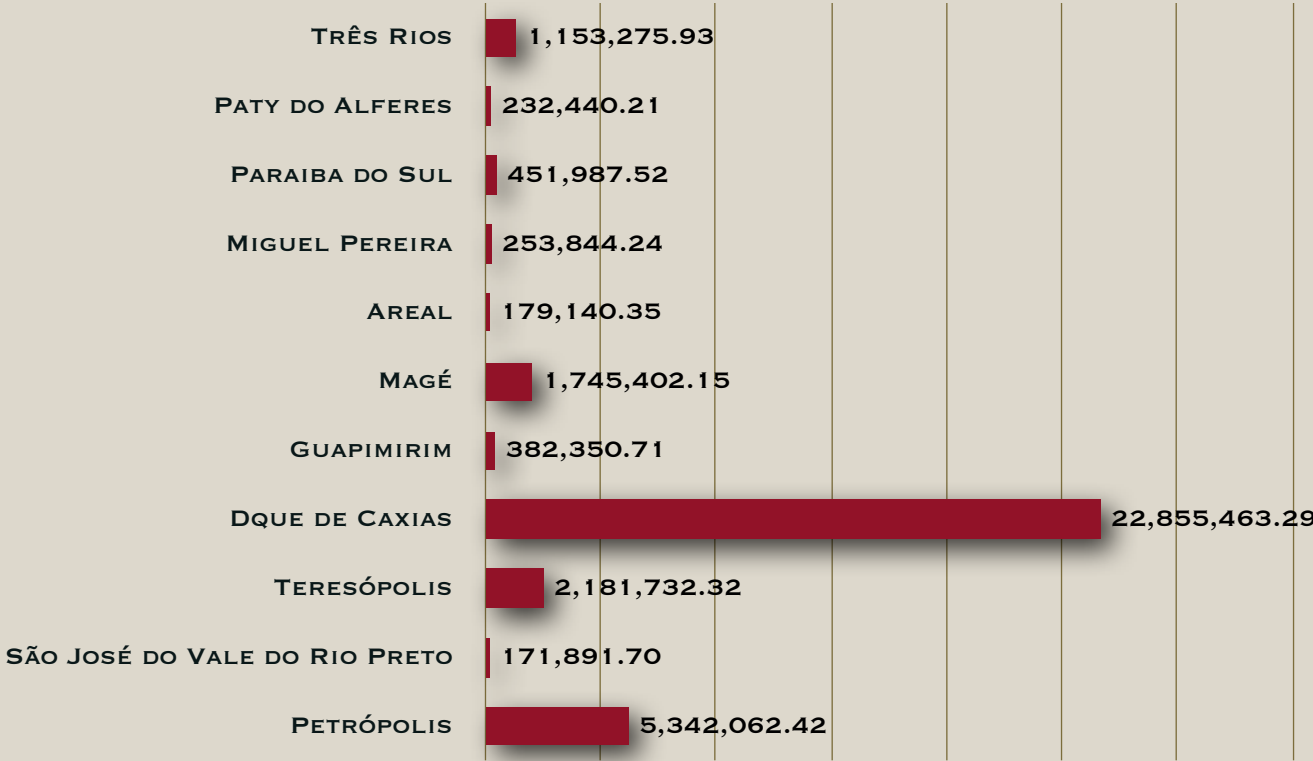 Três Rios 1,153,275.93
Paty do Alferes 232,440.21
Paraiba do Sul 451,987.52
Miguel Pereira 253,844.24
Areal 179,140.35
Magé 1,745,402.15
Guapimirim 382,350.71
Dque de Caxias 22,855,463.29
Teresópolis 2,181,732.32
São José do Vale do Rio Preto 171,891.70
Petrópolis 5,342,062.42